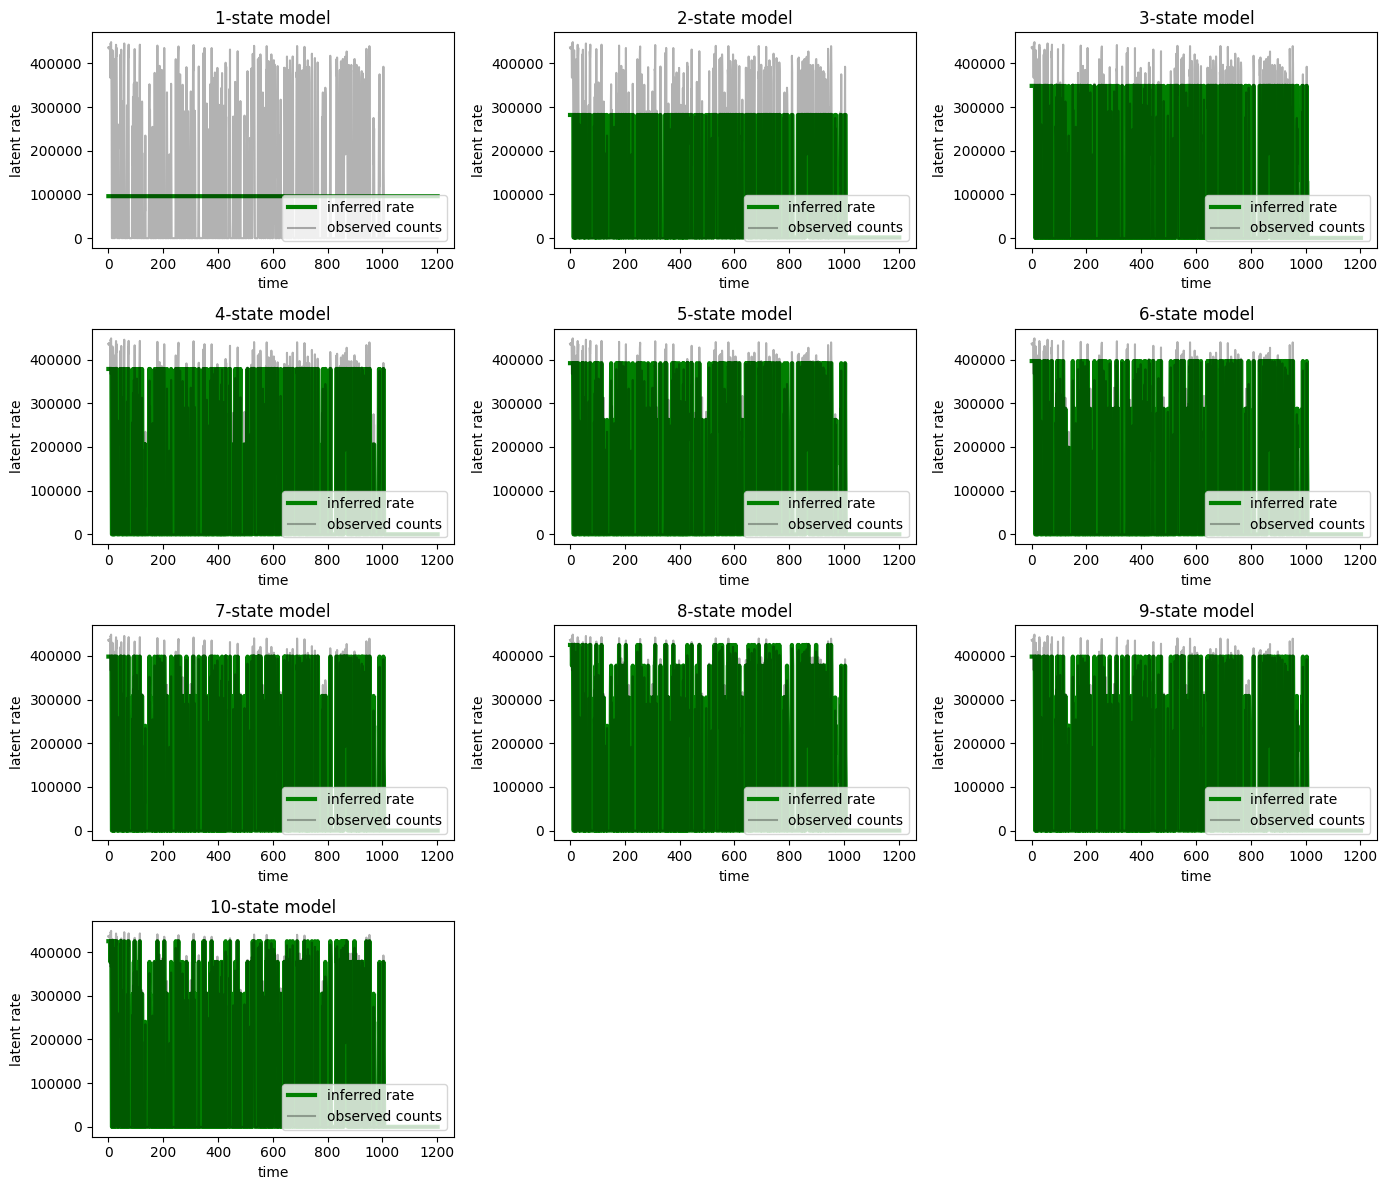 1-state model
2-state model
3-state model
latent rate
400000
300000
200000
100000
0
inferred rate
observed counts
0 200 400 600 800 1000 1200
time
latent rate
400000
300000
200000
100000
0
inferred rate
observed counts
0 200 400 600 800 1000 1200
time
latent rate
400000
300000
200000
100000
0
inferred rate
observed counts
0 200 400 600 800 1000 1200
time
4-state model
5-state model
6-state model
latent rate
400000
300000
200000
100000
0
inferred rate
observed counts
0 200 400 600 800 1000 1200
time
latent rate
400000
300000
200000
100000
0
inferred rate
observed counts
0 200 400 600 800 1000 1200
time
latent rate
400000
300000
200000
100000
0
inferred rate
observed counts
0 200 400 600 800 1000 1200
time
7-state model
8-state model
9-state model
latent rate
400000
300000
200000
100000
0
inferred rate
observed counts
0 200 400 600 800 1000 1200
time
latent rate
400000
300000
200000
100000
0
inferred rate
observed counts
0 200 400 600 800 1000 1200
time
latent rate
400000
300000
200000
100000
0
inferred rate
observed counts
0 200 400 600 800 1000 1200
time
10-state model
latent rate
400000
300000
200000
100000
0
inferred rate
observed counts
0 200 400 600 800 1000 1200
time